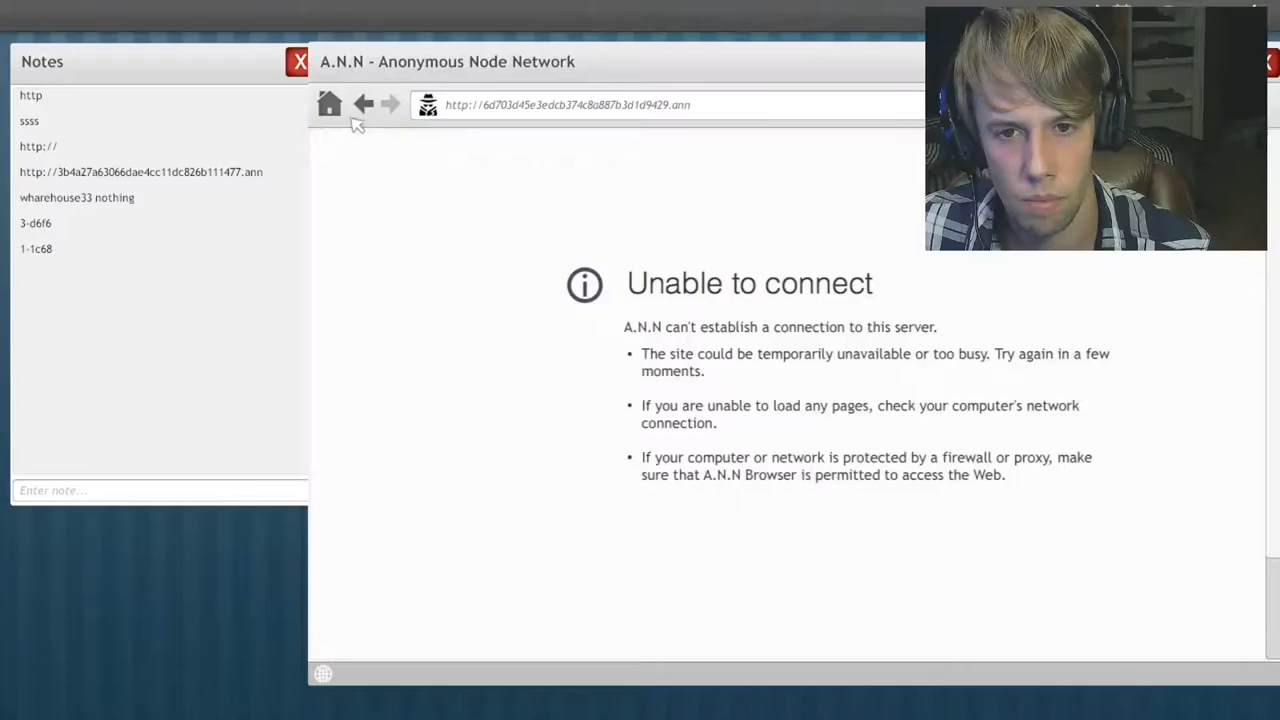 Notes
X
http
ssss
http://
http://3b4a27a63066dae4cc11dc826b111477.ann
wharehouse33 nothing
3-d6f6
1-1c68
Enter note...
A.N.N - Anonymous Node Network
X
http://6d703d45e3edcb374c8a887b3d1d9429.ann
Unable to connect
A.N.N can't establish a connection to this server.
• The site could be temporarily unavailable or too busy. Try again in a few
moments.
• If you are unable to load any pages, check your computer's network
connection.
• If your computer or network is protected by a firewall or proxy, make
sure that A.N.N Browser is permitted to access the Web.